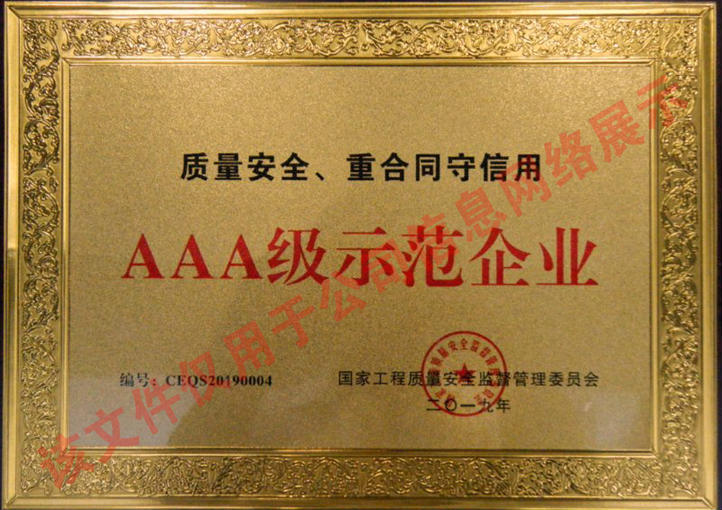 质量安全、重合同守信用
AAA级示范企业
编号：CEQS20190004
国家工程质量安全监督管理委员会
二〇一九年
该文件仅用于公司信息网络展示